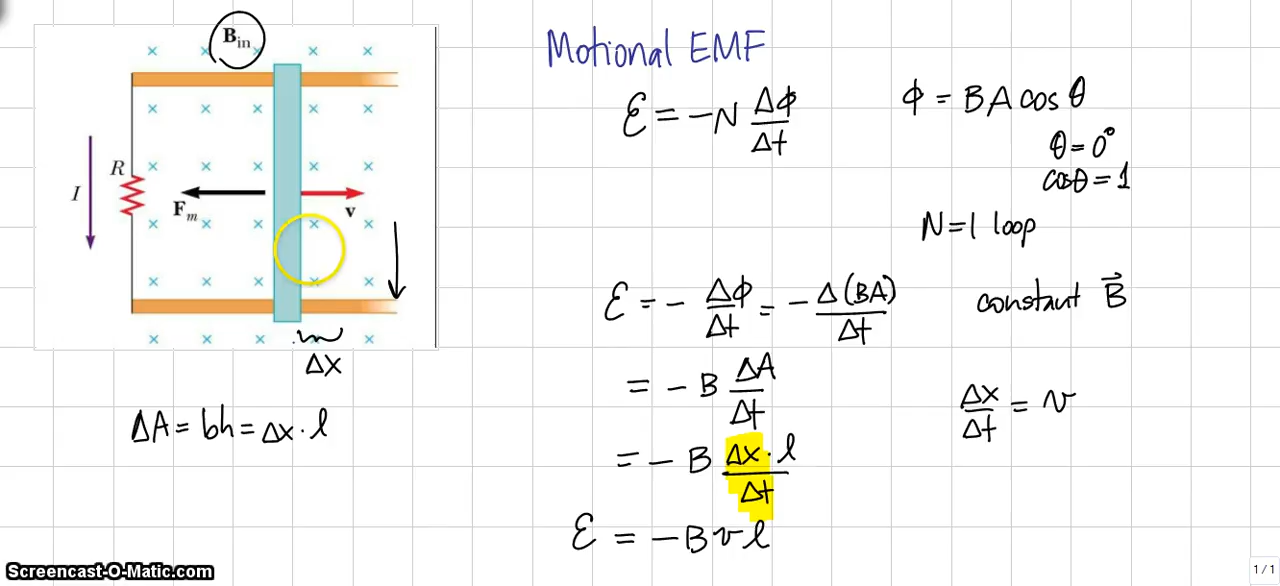 B_in
R
I
F_m
v
Δx
ΔA = bh = Δx · l
Motional EMF
ℰ = -N Δϕ/Δt
ϕ = BA cos θ
θ = 0°
cosθ = 1
N = 1 loop
ℰ = - Δϕ/Δt = - Δ(BA)/Δt
constant B⃗
= - B ΔA/Δt
Δx/Δt = v
= - B Δx · l/Δt
ℰ = - B v l
Screencast-O-Matic.com
1 / 1